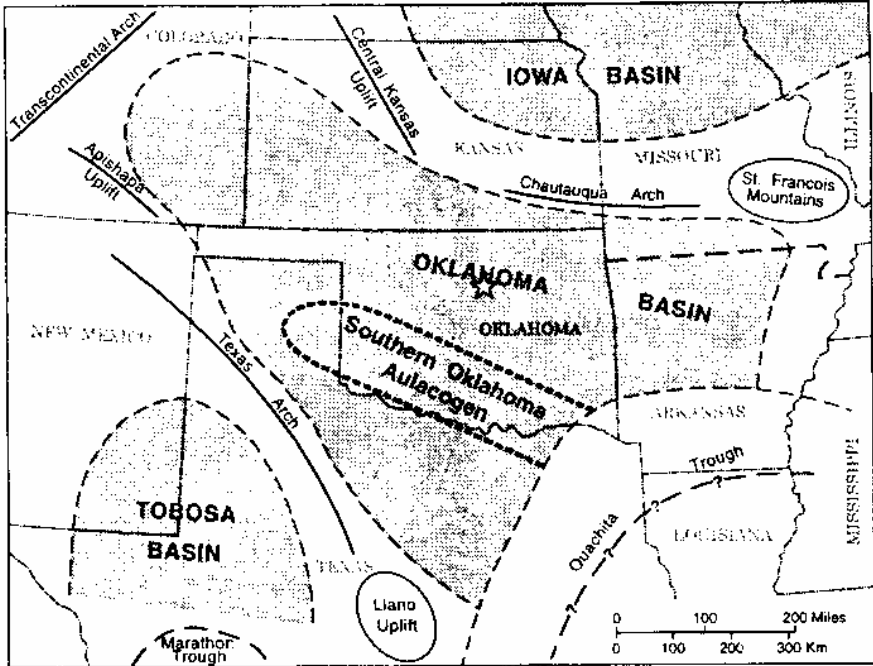 Transcontinental Arch
COLORADO
Central Kansas
Uplift
IOWA BASIN
ILLINOIS
KANSAS
MISSOURI
Apishapa
Uplift
Chautauqua Arch
St. Francois
Mountains
OKLAHOMA
BASIN
OKLAHOMA
NEW MEXICO
Texas
Arch
Southern Oklahoma
Aulacogen
ARKANSAS
Trough
Ouachita
?
?
?
?
TOBOSA
BASIN
TEXAS
LOUISIANA
MISSISSIPPI
Llano
Uplift
Marathon
Trough
0 100 200 Miles
0 100 200 300 Km